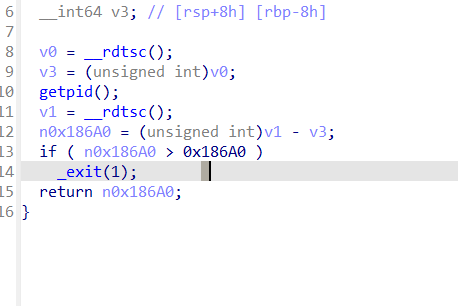 6 __int64 v3; // [rsp+8h] [rbp-8h]
7
8 v0 = __rdtsc();
9 v3 = (unsigned int)v0;
10 getpid();
11 v1 = __rdtsc();
12 n0x186A0 = (unsigned int)v1 - v3;
13 if ( n0x186A0 > 0x186A0 )
14 _exit(1);
15 return n0x186A0;
16 }